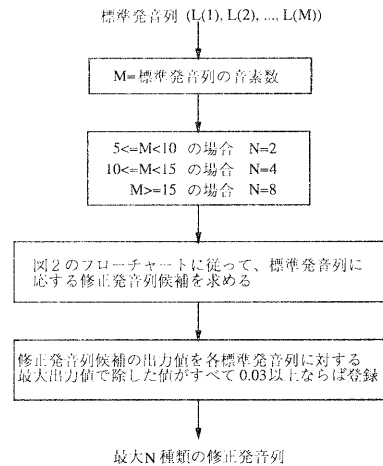 標準発音列 (L(1), L(2), ..., L(M))
M=標準発音列の音素数
5<=M<10 の場合 N=2
10<=M<15 の場合 N=4
M>=15 の場合 N=8
図2のフローチャートに従って、標準発音列に
応する修正発音列候補を求める
修正発音列候補の出力値を各標準発音列に対する
最大出力値で除した値がすべて0.03以上ならば登録
最大N種類の修正発音列